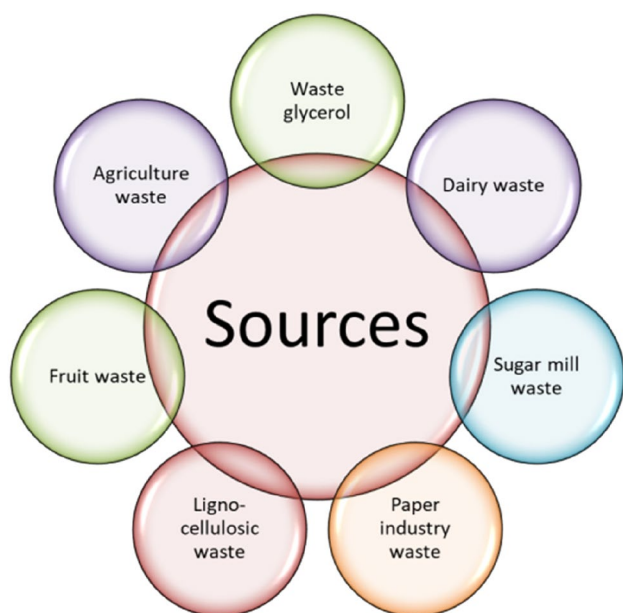 Waste
glycerol
Agriculture
waste
Dairy waste
Sources
Fruit waste
Sugar mill
waste
Ligno-
cellulosic
waste
Paper
industry
waste